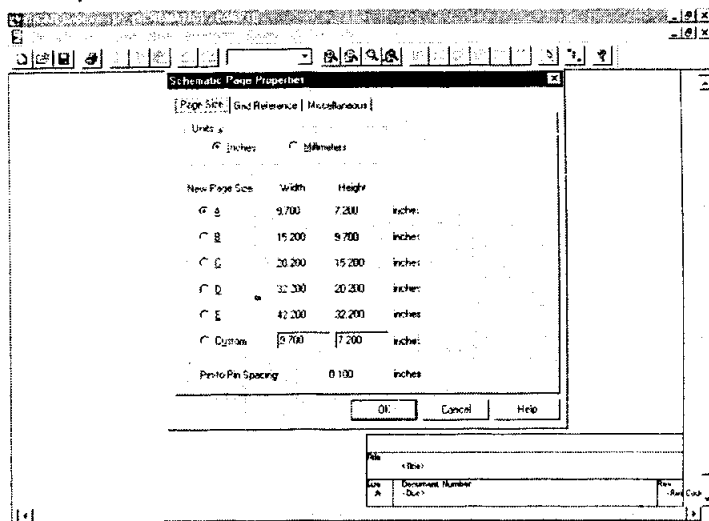 Schematic Page Properties
Page Size Grid Reference Miscellaneous
Units
Inches Millimeters
New Page Size Width Height
A 9.700 7.200 inches
B 15.200 9.700 inches
C 20.200 15.200 inches
D 32.200 20.200 inches
E 42.200 32.200 inches
Custom 9.700 7.200 inches
Pin-to-Pin Spacing 0.100 inches
OK Cancel Help
Title
<Title>
Size Document Number Rev
A <Doc>